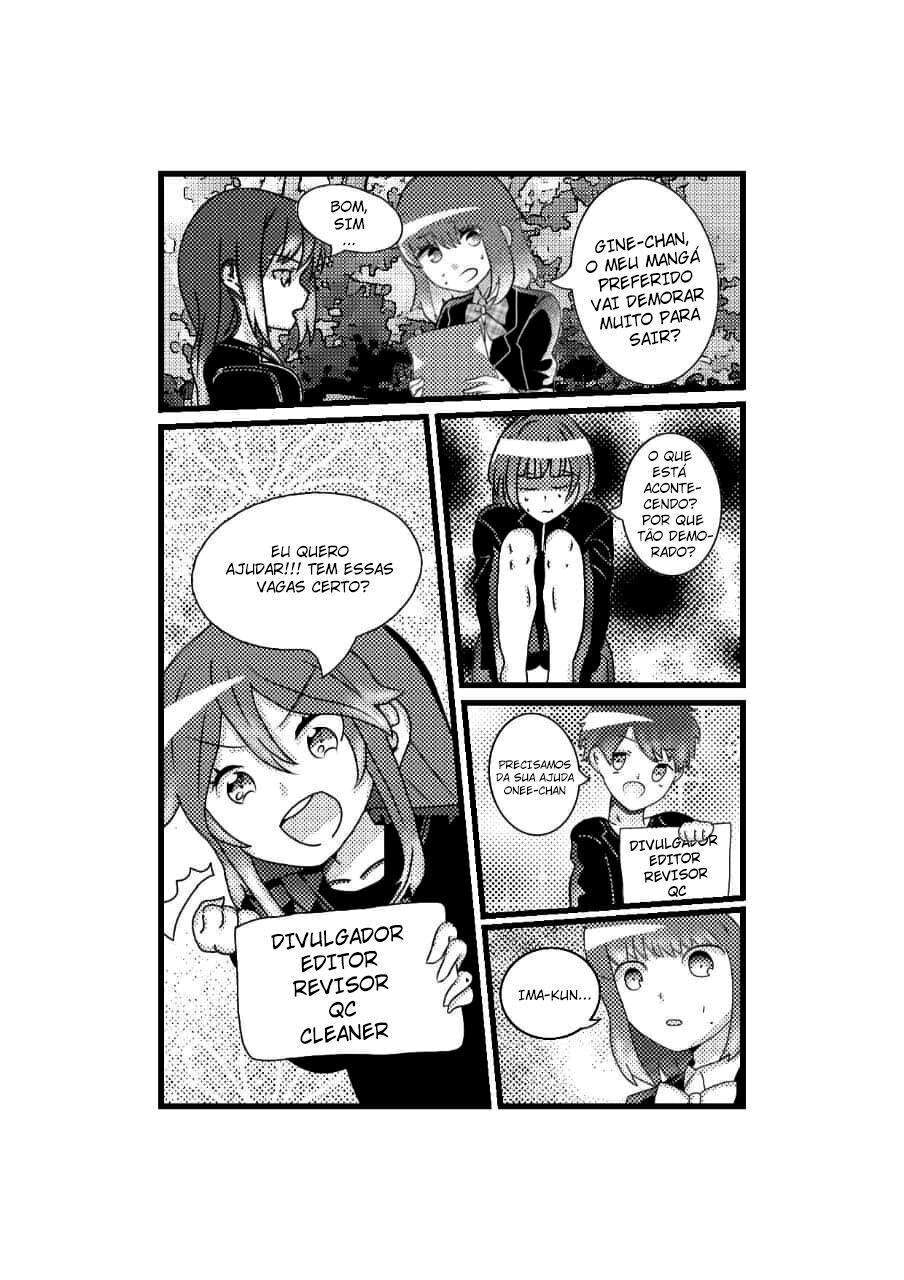 GINE-CHAN,
O MEU MANGÁ
PREFERIDO
VAI DEMORAR
MUITO PARA
SAIR?
BOM,
SIM
...
O QUE
ESTÁ
ACONTE-
CENDO?
POR QUE
TÃO DEMO-
RADO?
EU QUERO
AJUDAR!!! TEM ESSAS
VAGAS CERTO?
DIVULGADOR
EDITOR
REVISOR
QC
CLEANER
PRECISAMOS
DA SUA AJUDA
ONEE-CHAN
DIVULGADOR
EDITOR
REVISOR
QC
IMA-KUN...